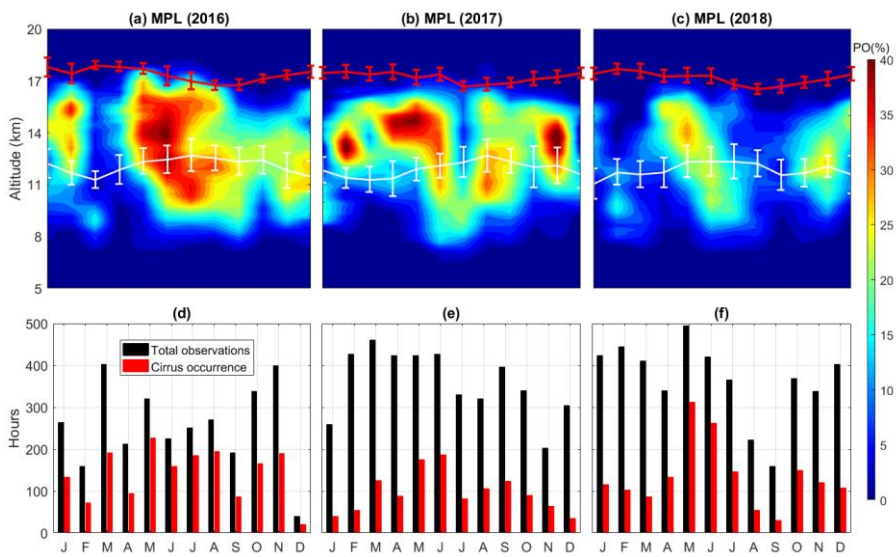 (a) MPL (2016)
(b) MPL (2017)
(c) MPL (2018)
PO(%)
Altitude (km)
20
17
14
11
8
5
40
35
30
25
20
15
10
5
0
(d)
(e)
(f)
Total observations
Cirrus occurrence
Hours
500
400
300
200
100
0
J F M A M J J A S O N D
J F M A M J J A S O N D
J F M A M J J A S O N D